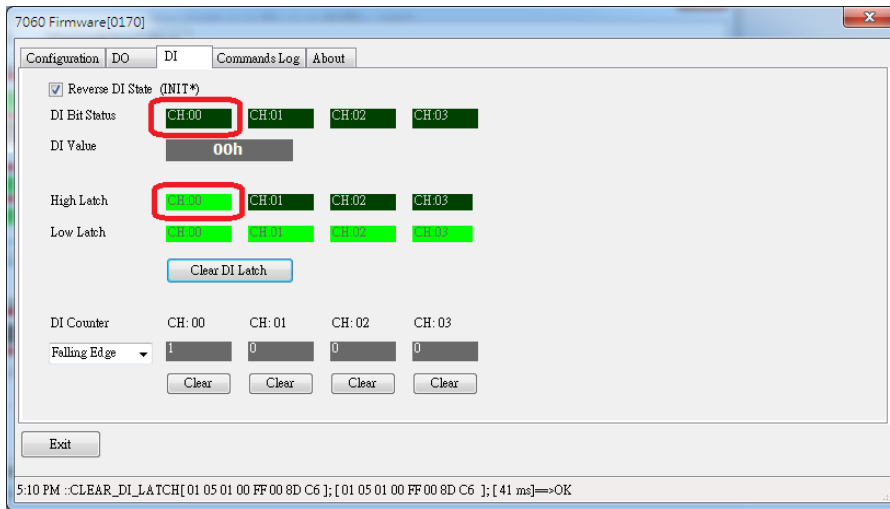 7060 Firmware[0170]
Configuration DO DI Commands Log About
Reverse DI State (INIT*)
DI Bit Status CH:00 CH:01 CH:02 CH:03
DI Value 00h
High Latch CH:00 CH:01 CH:02 CH:03
Low Latch CH:00 CH:01 CH:02 CH:03
Clear DI Latch
DI Counter CH: 00 CH: 01 CH: 02 CH: 03
Falling Edge 1 0 0 0
Clear Clear Clear Clear
Exit
5:10 PM ::CLEAR_DI_LATCH[ 01 05 01 00 FF 00 8D C6 ]; [ 01 05 01 00 FF 00 8D C6 ]; [ 41 ms]==>OK